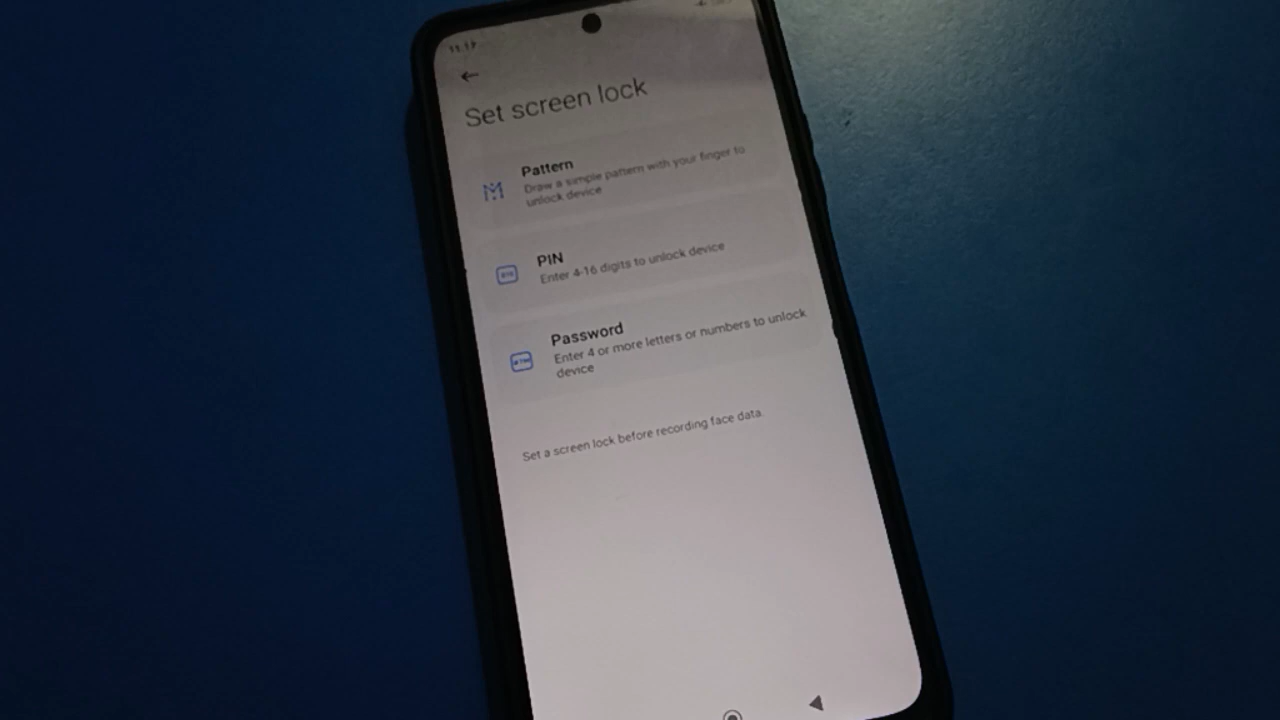 11:17
Set screen lock
Pattern
Draw a simple pattern with your finger to
unlock device
PIN
Enter 4-16 digits to unlock device
Password
Enter 4 or more letters or numbers to unlock
device
Set a screen lock before recording face data.